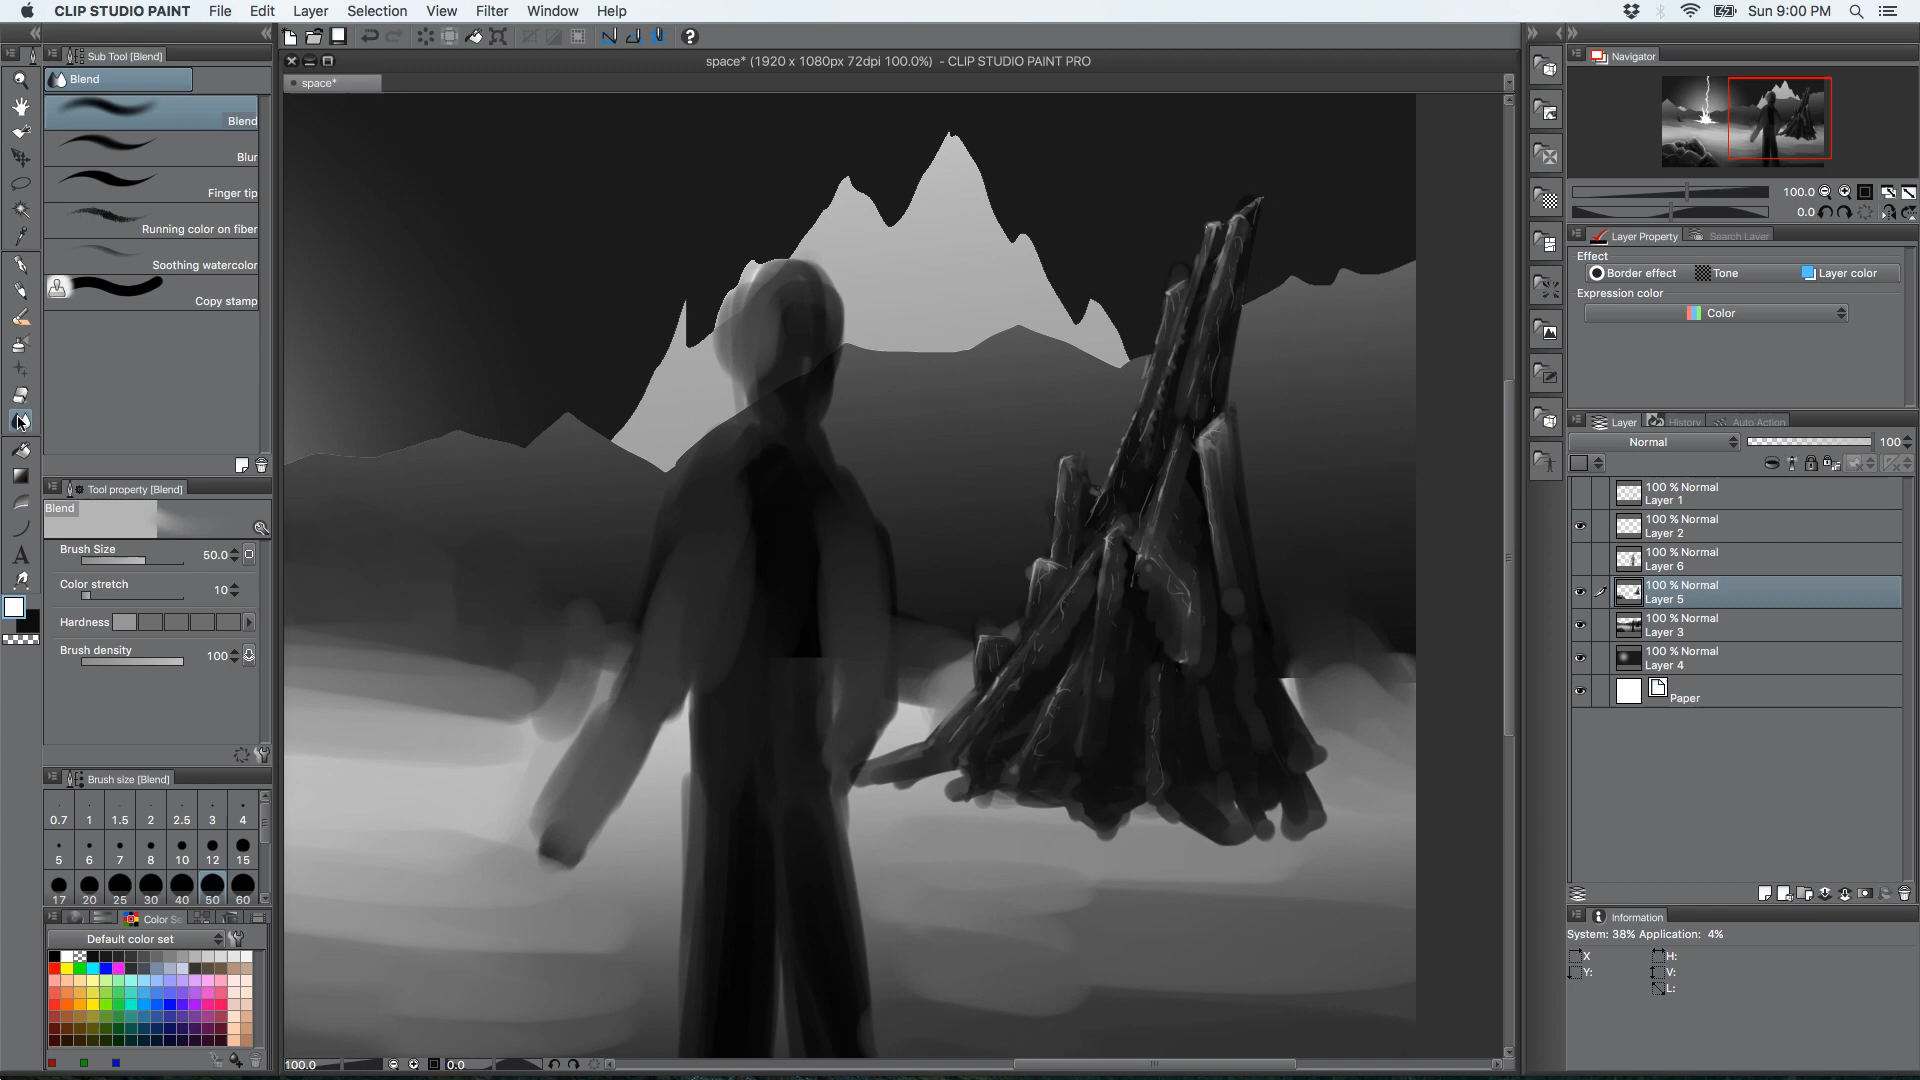 CLIP STUDIO PAINT File Edit Layer Selection View Filter Window Help Sun 9:00 PM
space* (1920 x 1080px 72dpi 100.0%) - CLIP STUDIO PAINT PRO
space*
Sub Tool [Blend]
Blend
Blend
Blur
Finger tip
Running color on fiber
Soothing watercolor
Copy stamp
Tool property [Blend]
Blend
Brush Size 50.0
Color stretch 10
Hardness
Brush density 100
Brush size [Blend]
0.7 1 1.5 2 2.5 3 4
5 6 7 8 10 12 15
17 20 25 30 40 50 60
Color Se
Default color set
100.0 0.0
Navigator
100.0
0.0
Layer Property Search Layer
Effect
Border effect Tone Layer color
Expression color
Color
Layer History Auto Action
Normal 100
100 % Normal
Layer 1
100 % Normal
Layer 2
100 % Normal
Layer 6
100 % Normal
Layer 5
100 % Normal
Layer 3
100 % Normal
Layer 4
Paper
Information
System: 38% Application: 4%
X H:
Y: V:
L: